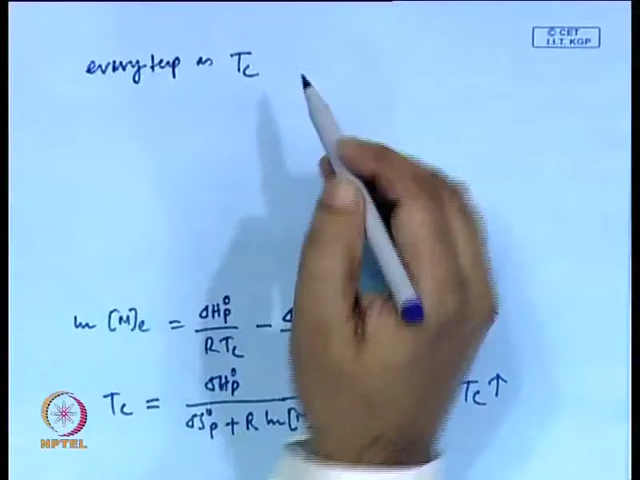 © CET
I.I.T. KGP
every temp as Tc
ln [M]e = ΔHp° / RTc −
Tc = ΔHp° / ΔSp° + R ln[
Tc ↑
NPTEL